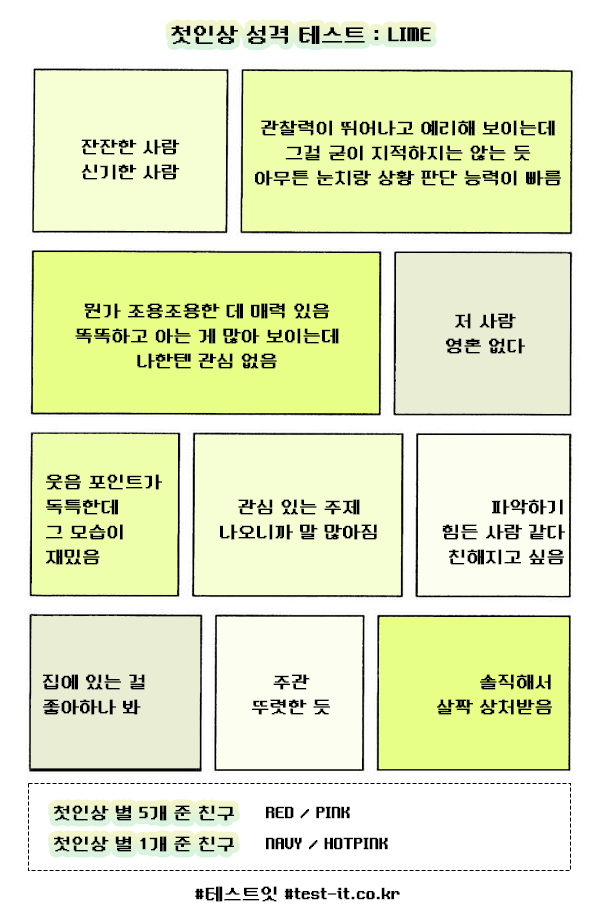 첫인상 성격 테스트 : LIME
잔잔한 사람
신기한 사람
관찰력이 뛰어나고 예리해 보이는데
그걸 굳이 지적하지는 않는 듯
아무튼 눈치랑 상황 판단 능력이 빠름
뭔가 조용조용한 데 매력 있음
똑똑하고 아는 게 많아 보이는데
나한텐 관심 없음
저 사람
영혼 없다
웃음 포인트가
독특한데
그 모습이
재밌음
관심 있는 주제
나오니까 말 많아짐
파악하기
힘든 사람 같다
친해지고 싶음
집에 있는 걸
좋아하나 봐
주관
뚜렷한 듯
솔직해서
살짝 상처받음
첫인상 별 5개 준 친구 RED / PINK
첫인상 별 1개 준 친구 NAVY / HOTPINK
#테스트잇 #test-it.co.kr